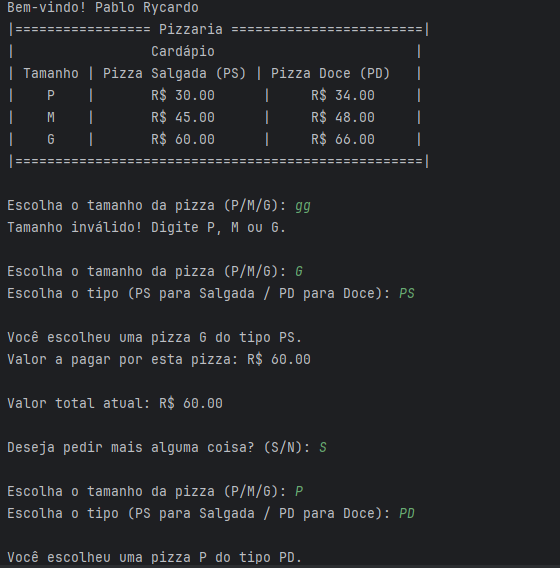 Bem-vindo! Pablo Rycardo
|================= Pizzaria ========================|
|                 Cardápio                         |
| Tamanho | Pizza Salgada (PS) | Pizza Doce (PD)   |
|    P    |       R$ 30.00      |     R$ 34.00     |
|    M    |       R$ 45.00      |     R$ 48.00     |
|    G    |       R$ 60.00      |     R$ 66.00     |
|===================================================|
Escolha o tamanho da pizza (P/M/G): gg
Tamanho inválido! Digite P, M ou G.
Escolha o tamanho da pizza (P/M/G): G
Escolha o tipo (PS para Salgada / PD para Doce): PS
Você escolheu uma pizza G do tipo PS.
Valor a pagar por esta pizza: R$ 60.00
Valor total atual: R$ 60.00
Deseja pedir mais alguma coisa? (S/N): S
Escolha o tamanho da pizza (P/M/G): P
Escolha o tipo (PS para Salgada / PD para Doce): PD
Você escolheu uma pizza P do tipo PD.